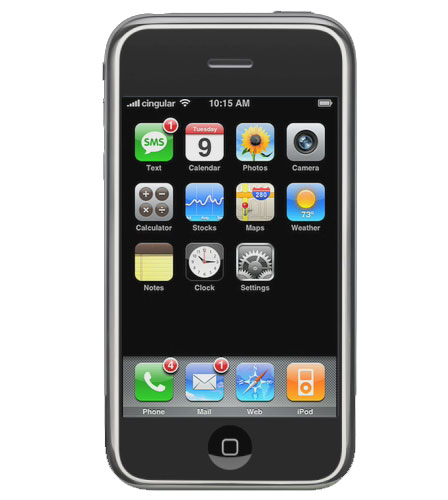 cingular 10:15 AM
1
SMS Tuesday
9
Text Calendar Photos Camera
280
73°
Calculator Stocks Maps Weather
Notes Clock Settings
4 1
Phone Mail Web iPod